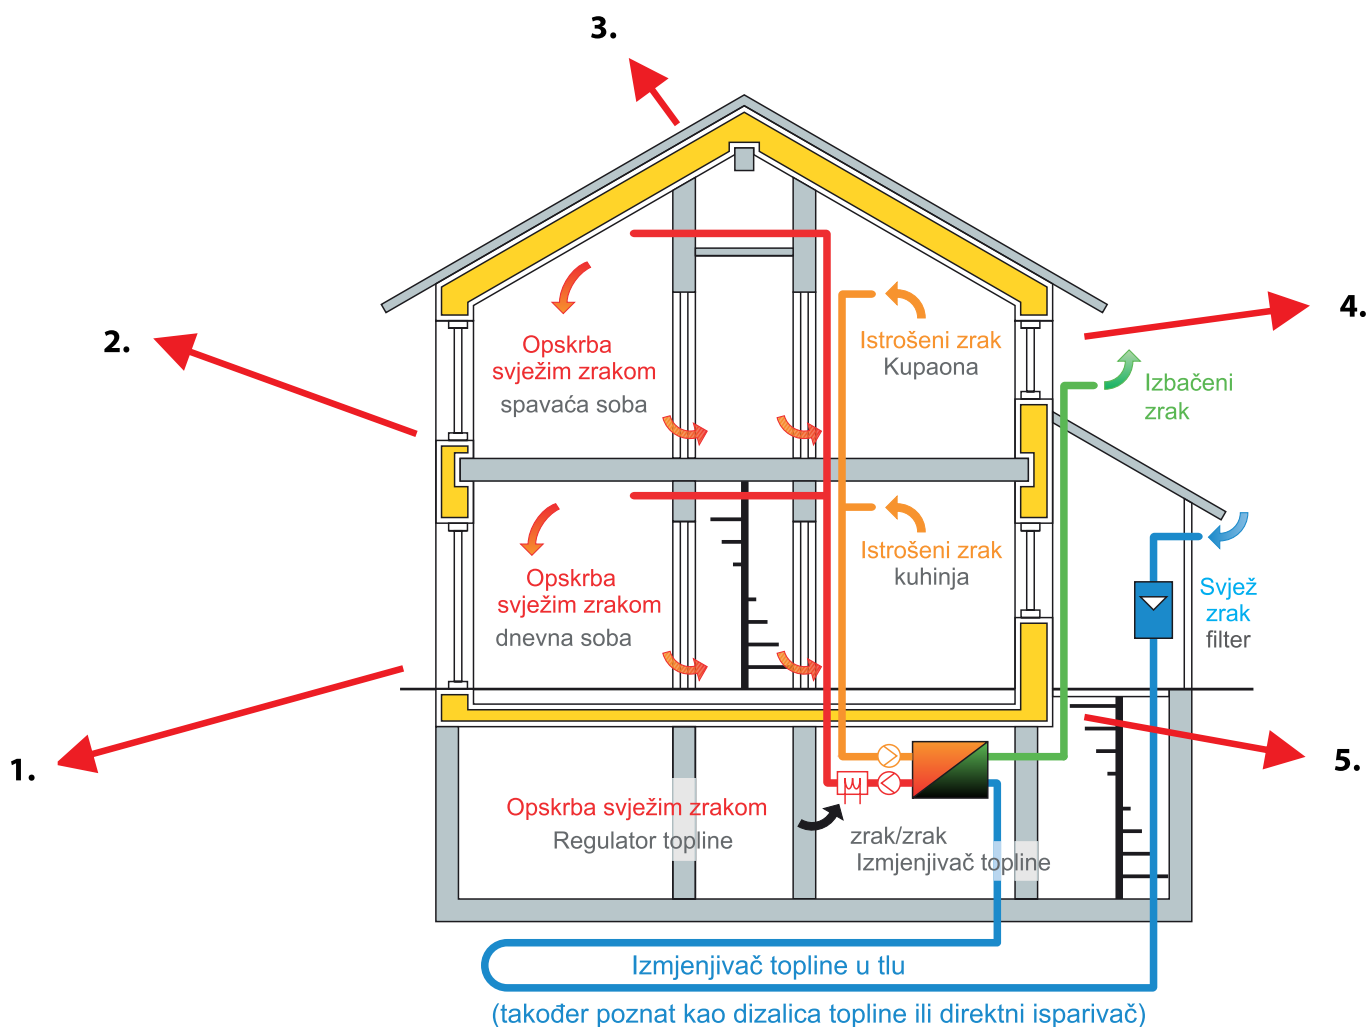 3.
4.
2.
Opskrba
svježim zrakom
spavaća soba
Istrošeni zrak
Kupaona
Izbačeni
zrak
Opskrba
svježim zrakom
dnevna soba
Istrošeni zrak
kuhinja
Svjež
zrak
filter
1.
5.
Opskrba svježim zrakom
Regulator topline
zrak/zrak
Izmjenjivač topline
Izmjenjivač topline u tlu
(također poznat kao dizalica topline ili direktni isparivač)